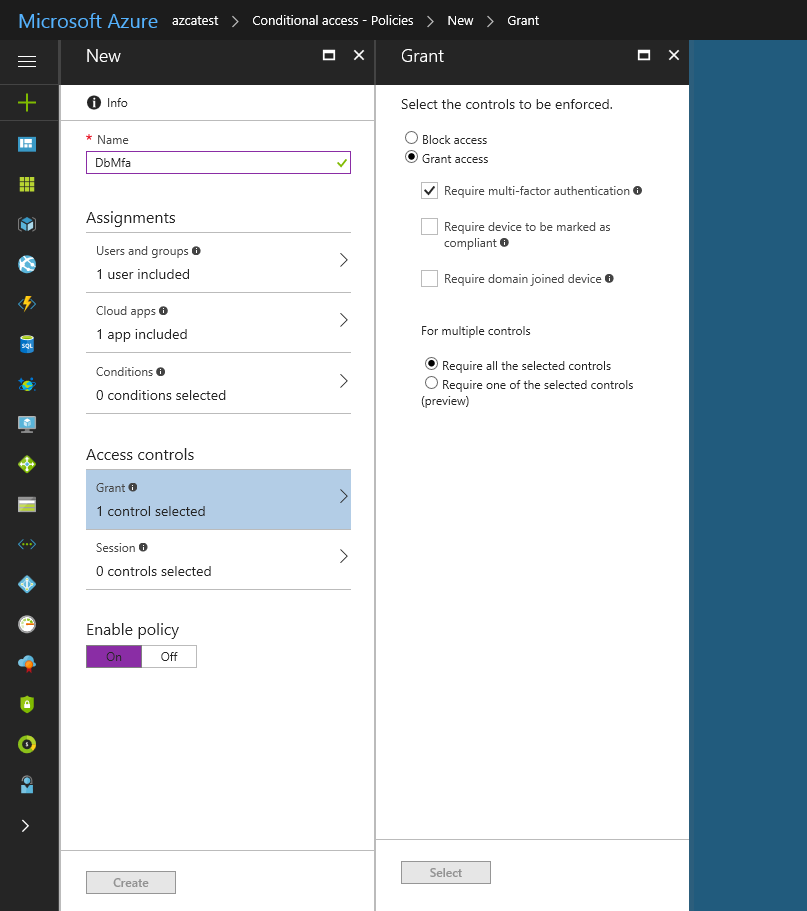 Microsoft Azure azcatest > Conditional access - Policies > New > Grant
New
Info
* Name
DbMfa
Assignments
Users and groups
1 user included
Cloud apps
1 app included
Conditions
0 conditions selected
Access controls
Grant
1 control selected
Session
0 controls selected
Enable policy
On Off
Create
Grant
Select the controls to be enforced.
Block access
Grant access
Require multi-factor authentication
Require device to be marked as
compliant
Require domain joined device
For multiple controls
Require all the selected controls
Require one of the selected controls
(preview)
Select
SQL